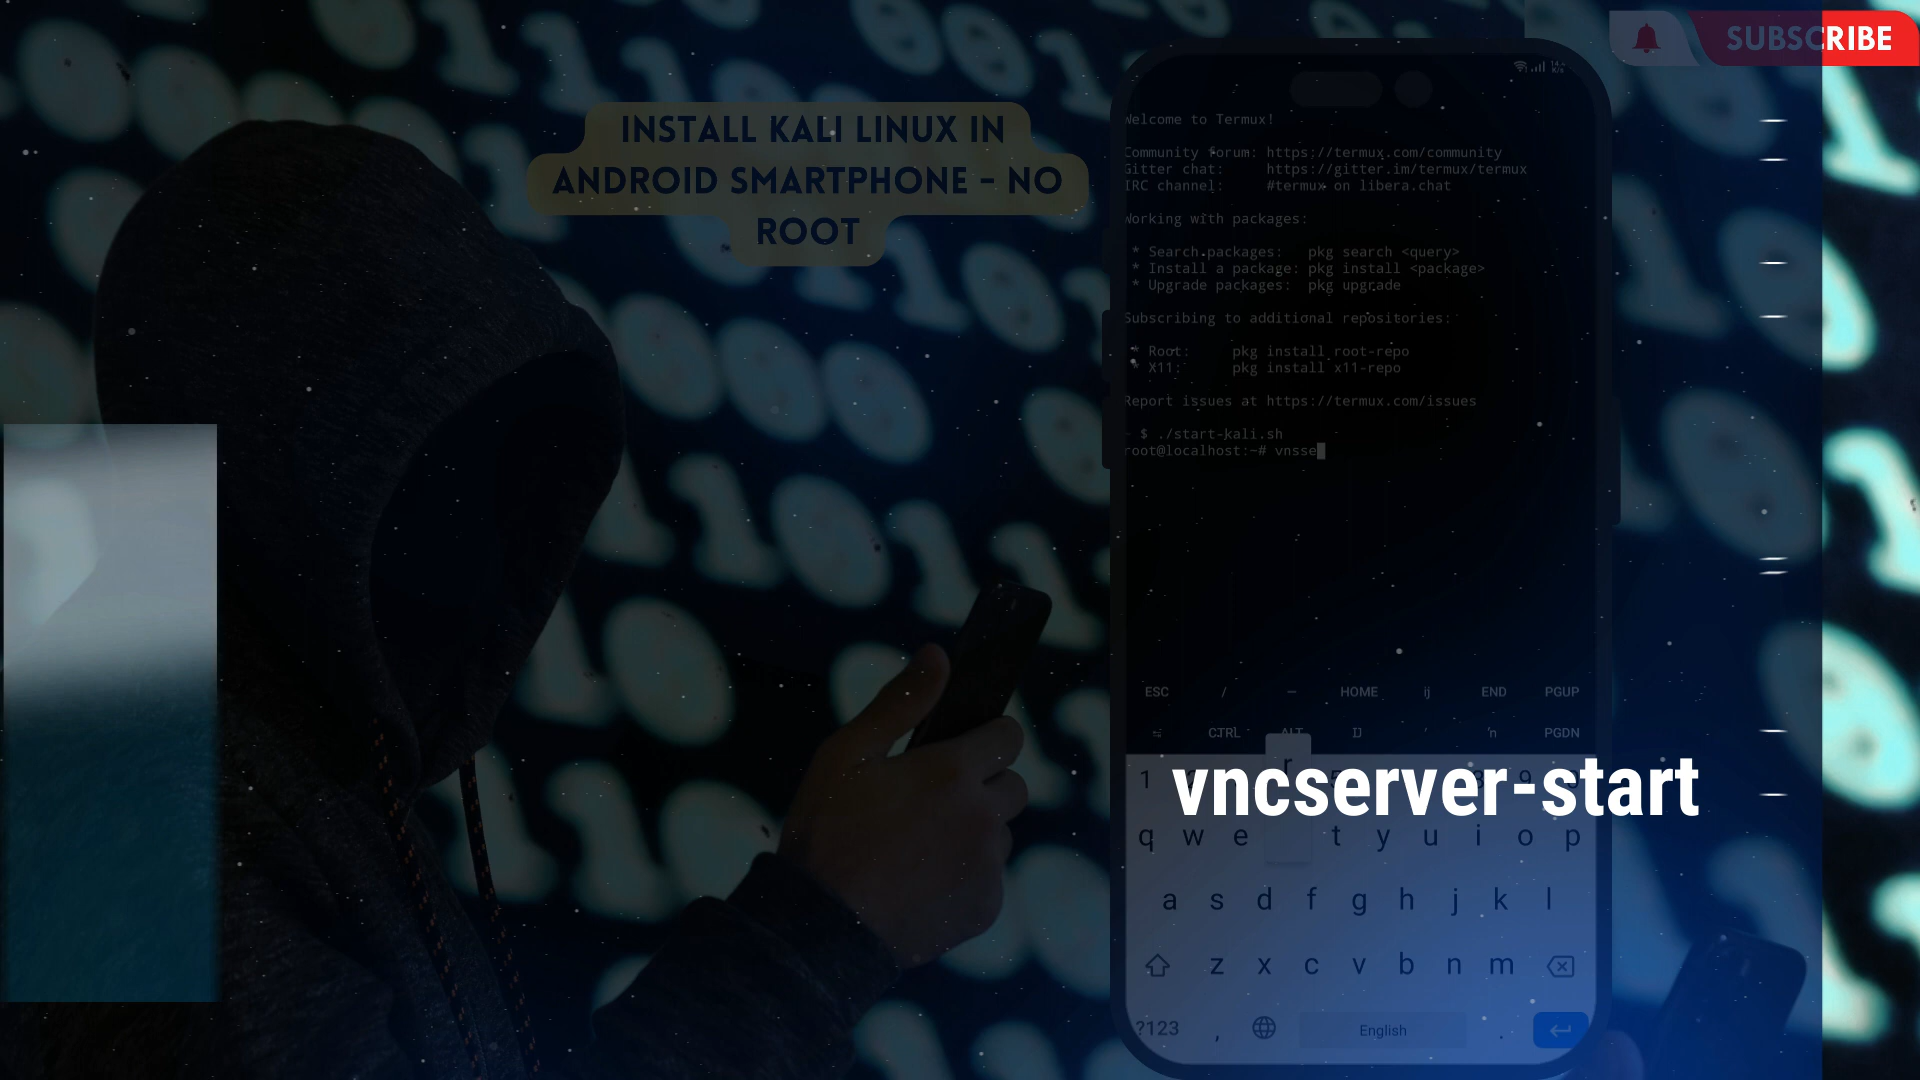 SUBSCRIBE
INSTALL KALI LINUX IN
ANDROID SMARTPHONE - NO
ROOT
Welcome to Termux!
Community forum: https://termux.com/community
Gitter chat: https://gitter.im/termux/termux
IRC channel: #termux on libera.chat
Working with packages:
* Search packages: pkg search <query>
* Install a package: pkg install <package>
* Upgrade packages: pkg upgrade
Subscribing to additional repositories:
* Root: pkg install root-repo
* X11: pkg install x11-repo
Report issues at https://termux.com/issues
~ $ ./start-kali.sh
root@localhost:~# vnsse
ESC / — HOME ij END PGUP
CTRL ALT IJ ' 'n PGDN
vncserver-start
q w e r t y u i o p
a s d f g h j k l
z x c v b n m
?123 , English .